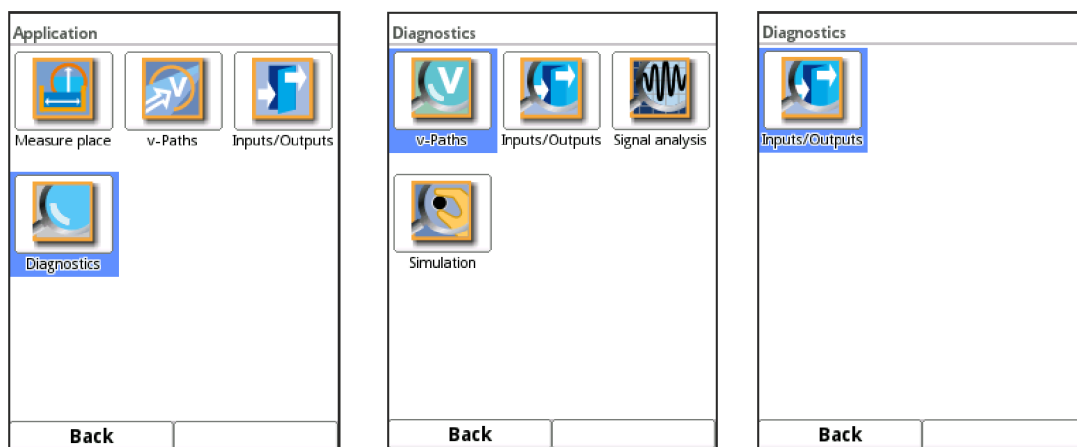 Application
Measure place
v-Paths
Inputs/Outputs
Diagnostics
Back
Diagnostics
v-Paths
Inputs/Outputs
Signal analysis
Simulation
Back
Diagnostics
Inputs/Outputs
Back